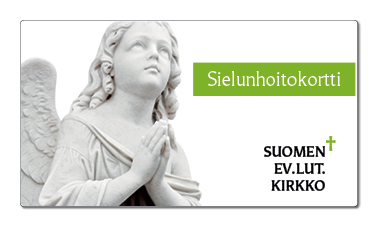 Sielunhoitokortti
SUOMEN
EV.LUT.
KIRKKO